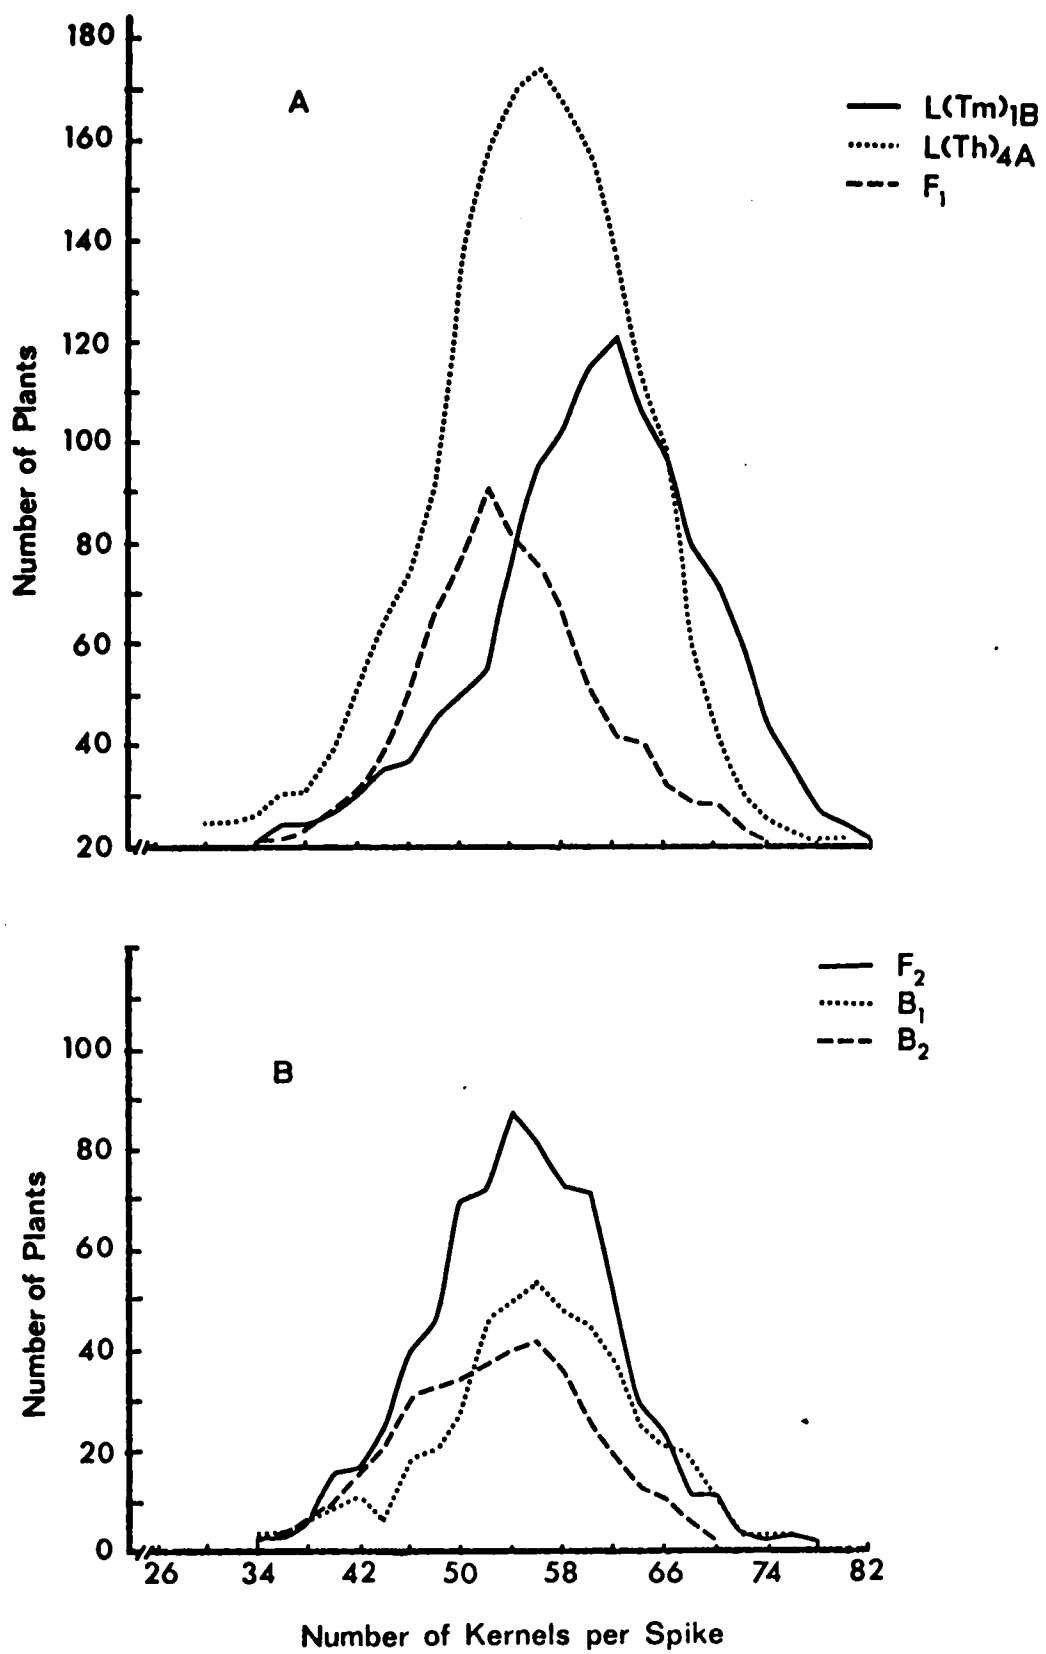 180
160
140
120
100
80
60
40
20
Number of Plants
A
L(Tm)1B
L(Th)4A
F1
100
80
60
40
20
0
Number of Plants
B
F2
B1
B2
26 34 42 50 58 66 74 82
Number of Kernels per Spike